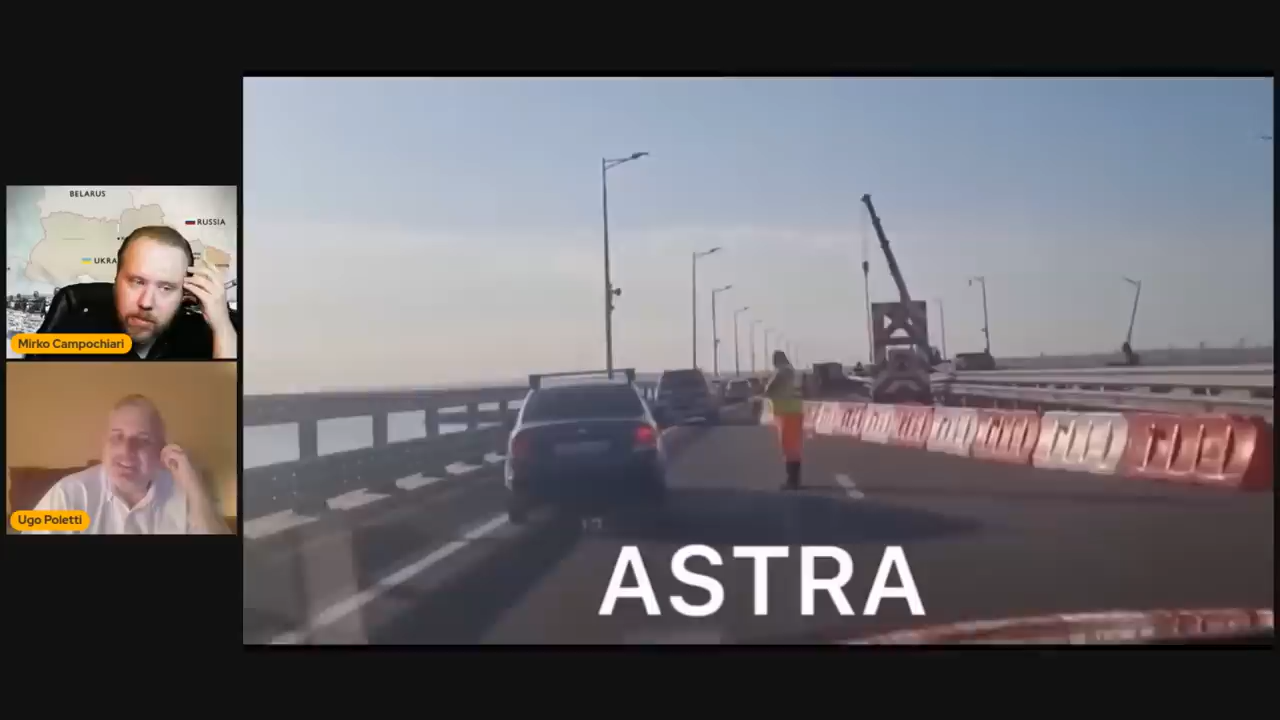 BELARUS
RUSSIA
UKRA
Mirko Campochiari
Ugo Poletti
ASTRA